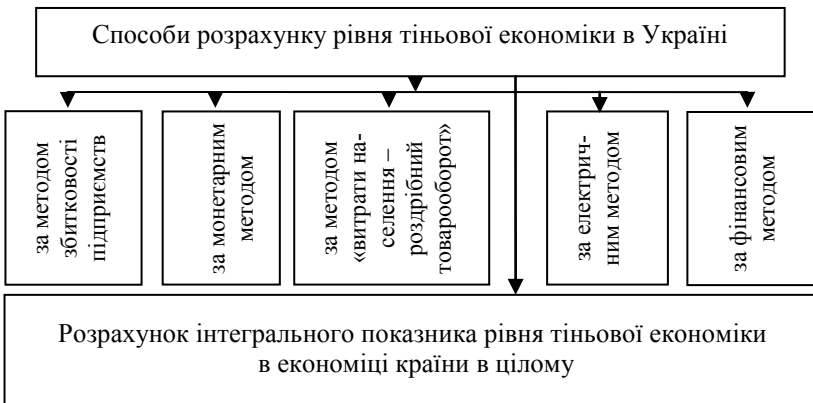 Способи розрахунку рівня тіньової економіки в Україні
за методом
збитковості
підприємств
за монетарним
методом
за методом
«витрати на-
селення –
роздрібний
товарооборот»
за електрич-
ним методом
за фінансовим
методом
Розрахунок інтегрального показника рівня тіньової економіки
в економіці країни в цілому